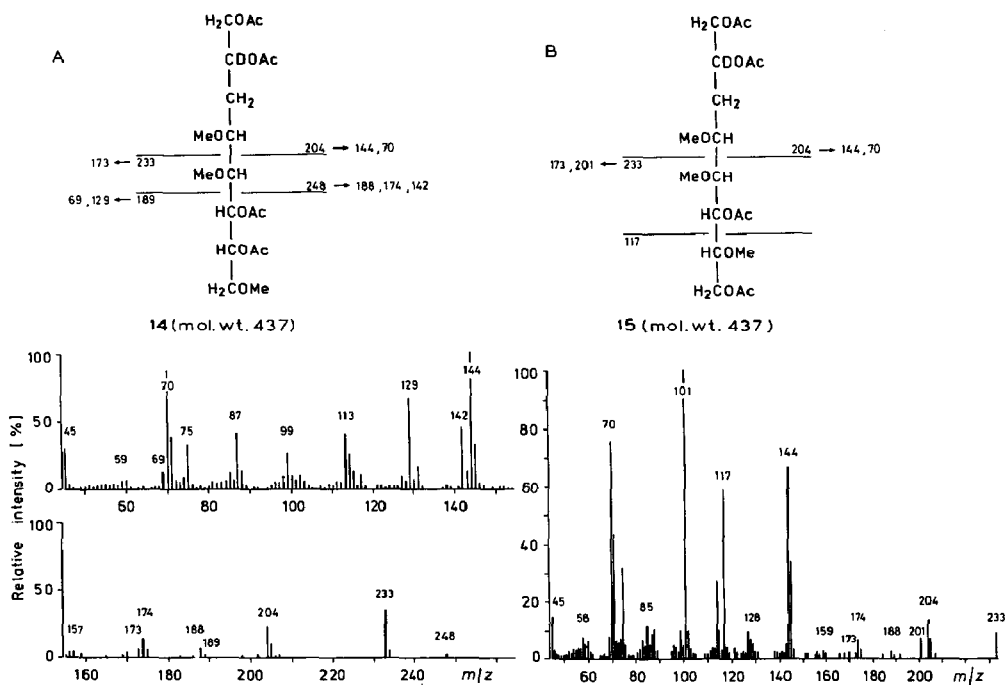 A
H₂COAc
CDOAc
CH₂
MeOCH
173 ← 233
204 → 144,70
MeOCH
69,129 ← 189
248 → 188,174,142
HCOAc
HCOAc
H₂COMe
14 (mol.wt. 437)
B
H₂COAc
CDOAc
CH₂
MeOCH
173,201 ← 233
204 → 144,70
MeOCH
HCOAc
117
HCOMe
H₂COAc
15 (mol.wt. 437)
Relative intensity [%]
100
50
0
45
59
69
70
75
87
99
113
129
142
144
60 80 100 120 140
100
50
0
157
173
174
188
189
204
233
248
160 180 200 220 240 m/z
100
80
60
40
20
0
45
58
70
85
101
117
128
144
159
173
174
188
201
204
233
60 100 140 180 220 m/z